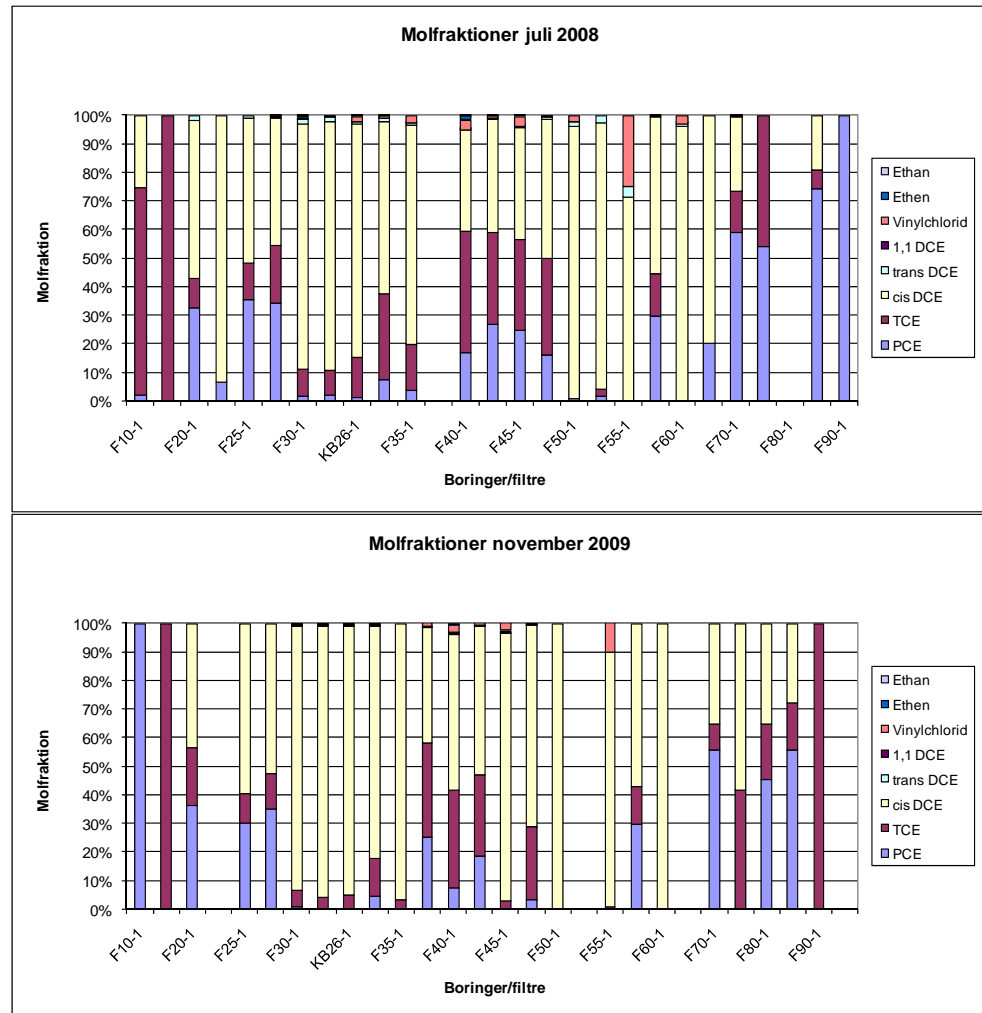 Molfraktioner juli 2008
100%
90%
80%
70%
60%
50%
40%
30%
20%
10%
0%
Molfraktion
F10-1
F20-1
F25-1
F30-1
KB26-1
F35-1
F40-1
F45-1
F50-1
F55-1
F60-1
F70-1
F80-1
F90-1
Boringer/filtre
Ethan
Ethen
Vinylchlorid
1,1 DCE
trans DCE
cis DCE
TCE
PCE
Molfraktioner november 2009
100%
90%
80%
70%
60%
50%
40%
30%
20%
10%
0%
Molfraktion
F10-1
F20-1
F25-1
F30-1
KB26-1
F35-1
F40-1
F45-1
F50-1
F55-1
F60-1
F70-1
F80-1
F90-1
Boringer/filtre
Ethan
Ethen
Vinylchlorid
1,1 DCE
trans DCE
cis DCE
TCE
PCE